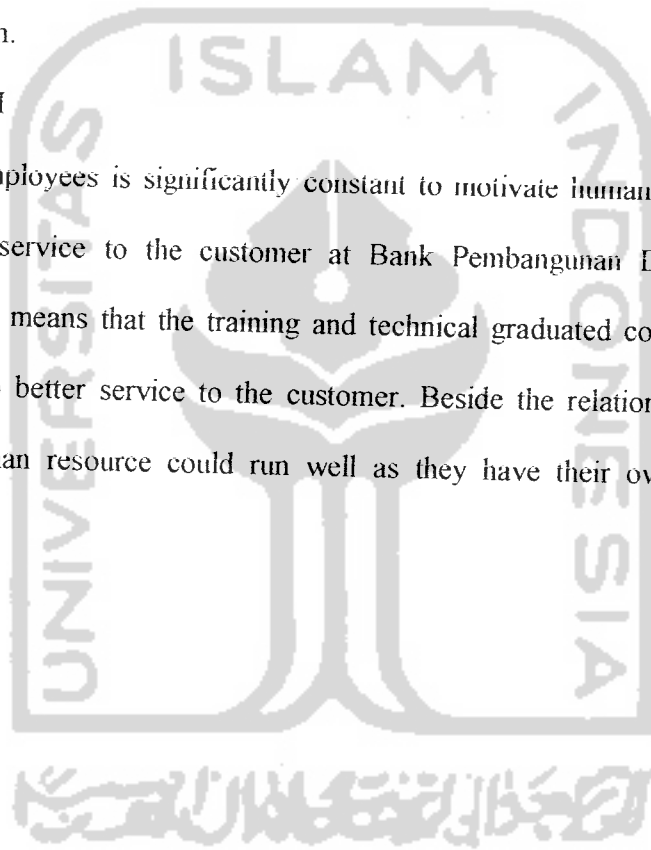 n.
ISLAM
UNIVERSITAS
INDONESIA
mployees is significantly constant to motivate human
service to the customer at Bank Pembangunan D
means that the training and technical graduated co
better service to the customer. Beside the relation
an resource could run well as they have their ov